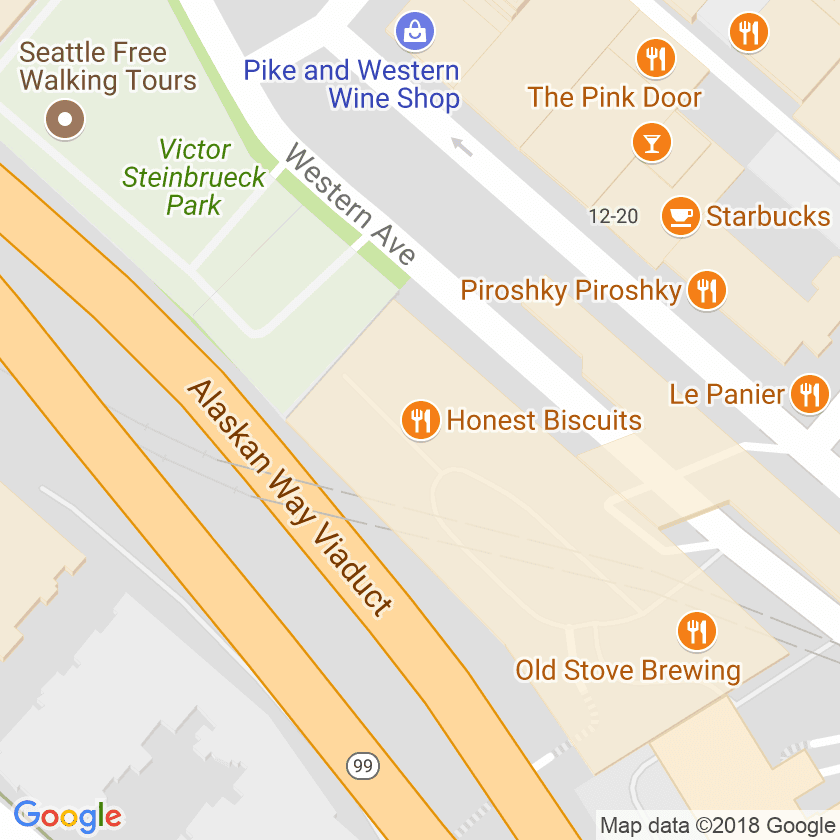 Seattle Free
Walking Tours
Pike and Western
Wine Shop
The Pink Door
Victor
Steinbrueck
Park
Western Ave
12-20
Starbucks
Piroshky Piroshky
Le Panier
Honest Biscuits
Alaskan Way Viaduct
Old Stove Brewing
99
Google
Map data ©2018 Google